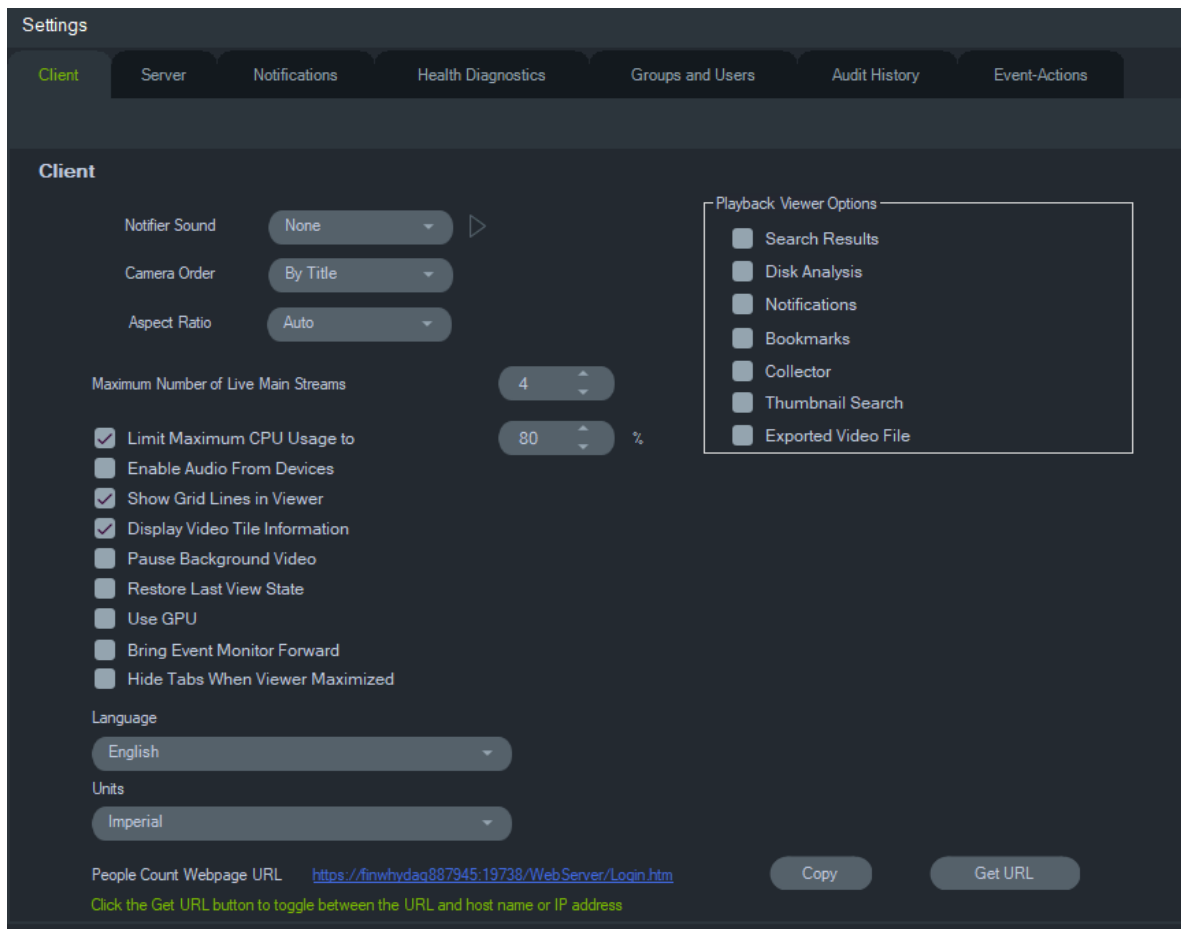 Settings
Client Server Notifications Health Diagnostics Groups and Users Audit History Event-Actions
Client
Notifier Sound None
Camera Order By Title
Aspect Ratio Auto
Maximum Number of Live Main Streams 4
Limit Maximum CPU Usage to 80 %
Enable Audio From Devices
Show Grid Lines in Viewer
Display Video Tile Information
Pause Background Video
Restore Last View State
Use GPU
Bring Event Monitor Forward
Hide Tabs When Viewer Maximized
Playback Viewer Options
Search Results
Disk Analysis
Notifications
Bookmarks
Collector
Thumbnail Search
Exported Video File
Language
English
Units
Imperial
People Count Webpage URL https://finwhydaq887945:19738/WebServer/Login.htm Copy Get URL
Click the Get URL button to toggle between the URL and host name or IP address